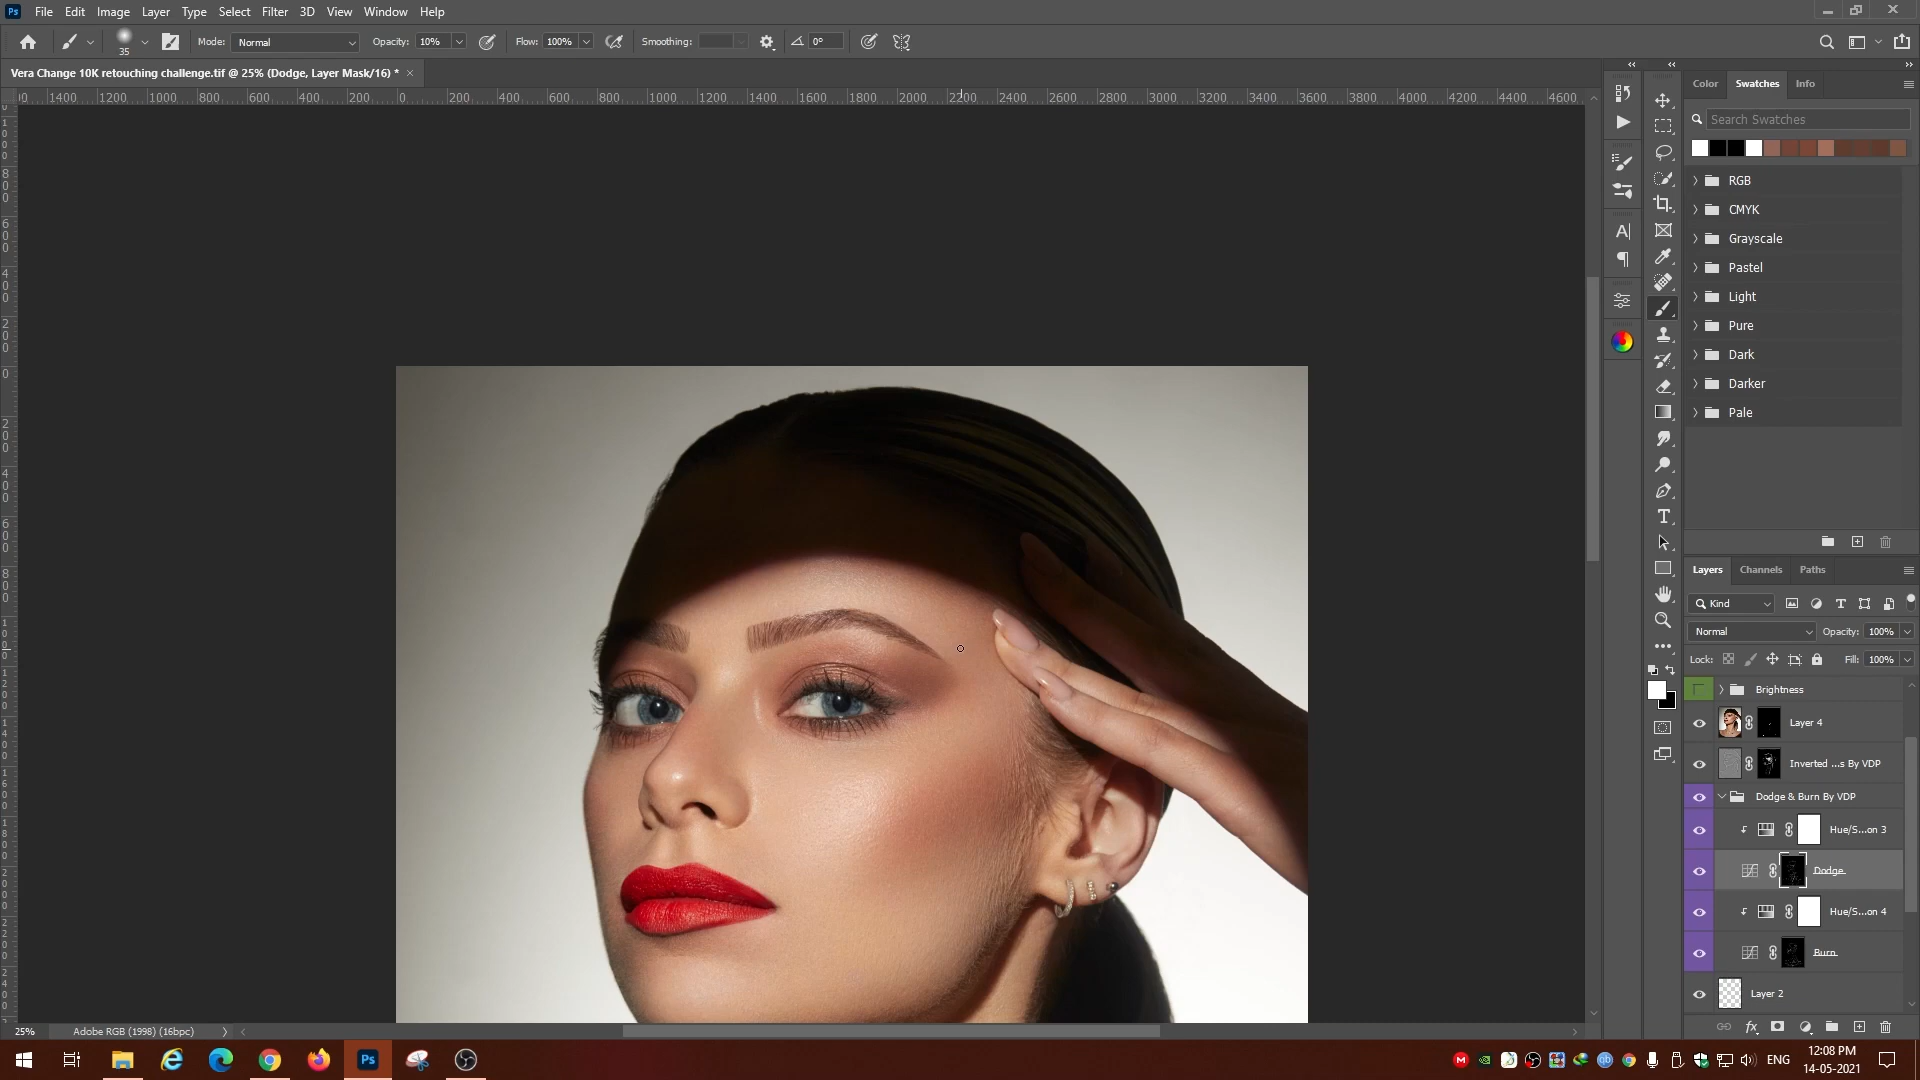 Ps File Edit Image Layer Type Select Filter 3D View Window Help
35 Mode: Normal Opacity: 10% Flow: 100% Smoothing: 0°
Vera Change 10K retouching challenge.tif @ 25% (Dodge, Layer Mask/16) * ×
1400 1200 1000 800 600 400 200 0 200 400 600 800 1000 1200 1400 1600 1800 2000 2200 2400 2600 2800 3000 3200 3400 3600 3800 4000 4200 4400 4600
Color Swatches Info
Search Swatches
RGB
CMYK
Grayscale
Pastel
Light
Pure
Dark
Darker
Pale
Layers Channels Paths
Kind
Normal Opacity: 100%
Lock: Fill: 100%
Brightness
Layer 4
Inverted ...s By VDP
Dodge & Burn By VDP
Hue/S...on 3
Dodge
Hue/S...on 4
Burn
Layer 2
25% Adobe RGB (1998) (16bpc)
ENG
12:08 PM
14-05-2021